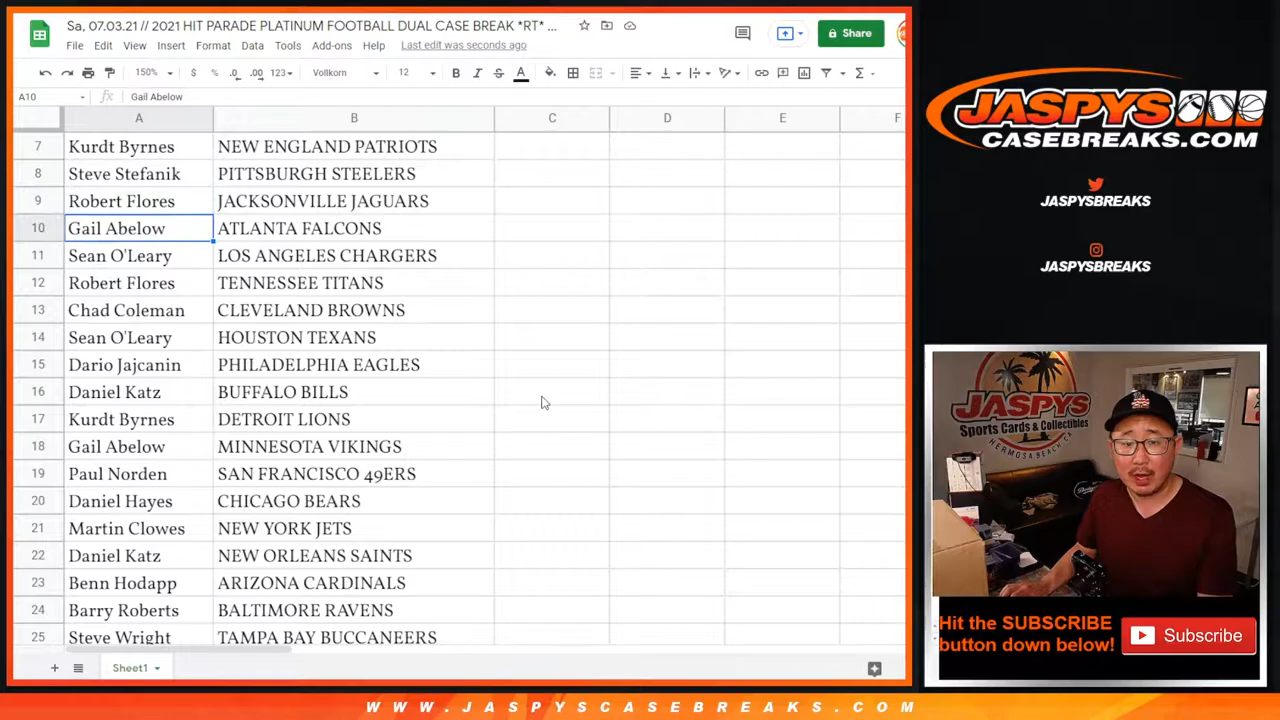 Sa, 07.03.21 // 2021 HIT PARADE PLATINUM FOOTBALL DUAL CASE BREAK *RT* ...
File Edit View Insert Format Data Tools Add-ons Help Last edit was seconds ago
Share
150% $ % .0 .00 123 Vollkorn 12 B I S A
A10 fx Gail Abelow
A B C D E F
7 Kurdt Byrnes NEW ENGLAND PATRIOTS
8 Steve Stefanik PITTSBURGH STEELERS
9 Robert Flores JACKSONVILLE JAGUARS
10 Gail Abelow ATLANTA FALCONS
11 Sean O'Leary LOS ANGELES CHARGERS
12 Robert Flores TENNESSEE TITANS
13 Chad Coleman CLEVELAND BROWNS
14 Sean O'Leary HOUSTON TEXANS
15 Dario Jajcanin PHILADELPHIA EAGLES
16 Daniel Katz BUFFALO BILLS
17 Kurdt Byrnes DETROIT LIONS
18 Gail Abelow MINNESOTA VIKINGS
19 Paul Norden SAN FRANCISCO 49ERS
20 Daniel Hayes CHICAGO BEARS
21 Martin Clowes NEW YORK JETS
22 Daniel Katz NEW ORLEANS SAINTS
23 Benn Hodapp ARIZONA CARDINALS
24 Barry Roberts BALTIMORE RAVENS
25 Steve Wright TAMPA BAY BUCCANEERS
Sheet1
JASPYS
CASEBREAKS.COM
JASPYSBREAKS
JASPYSBREAKS
JASPYS
Sports Cards & Collectibles
HERMOSA BEACH CA
Hit the SUBSCRIBE
button down below!
Subscribe
WWW.JASPYSCASEBREAKS.COM